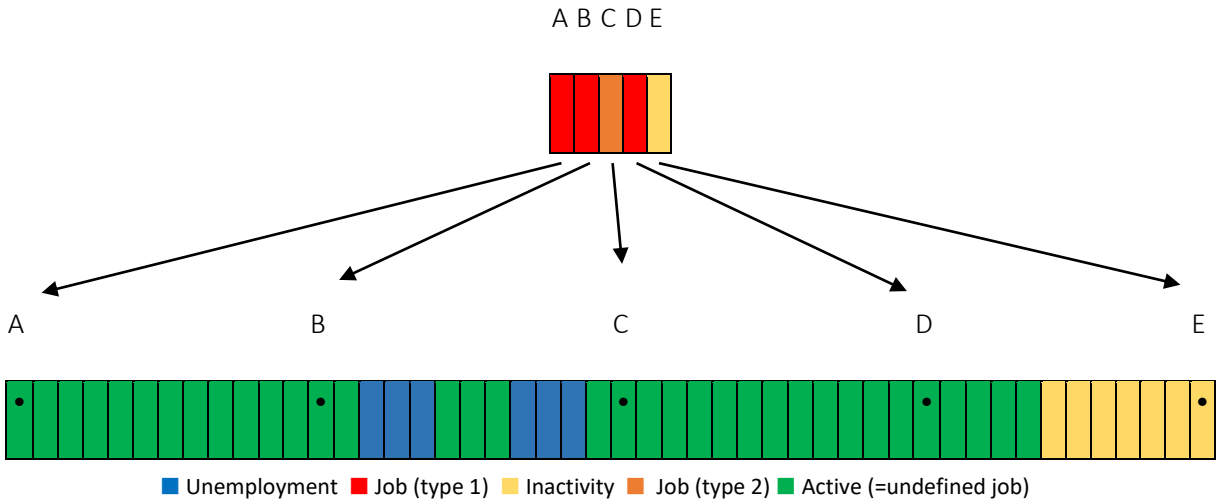 A B C D E
A B C D E
Unemployment Job (type 1) Inactivity Job (type 2) Active (=undefined job)